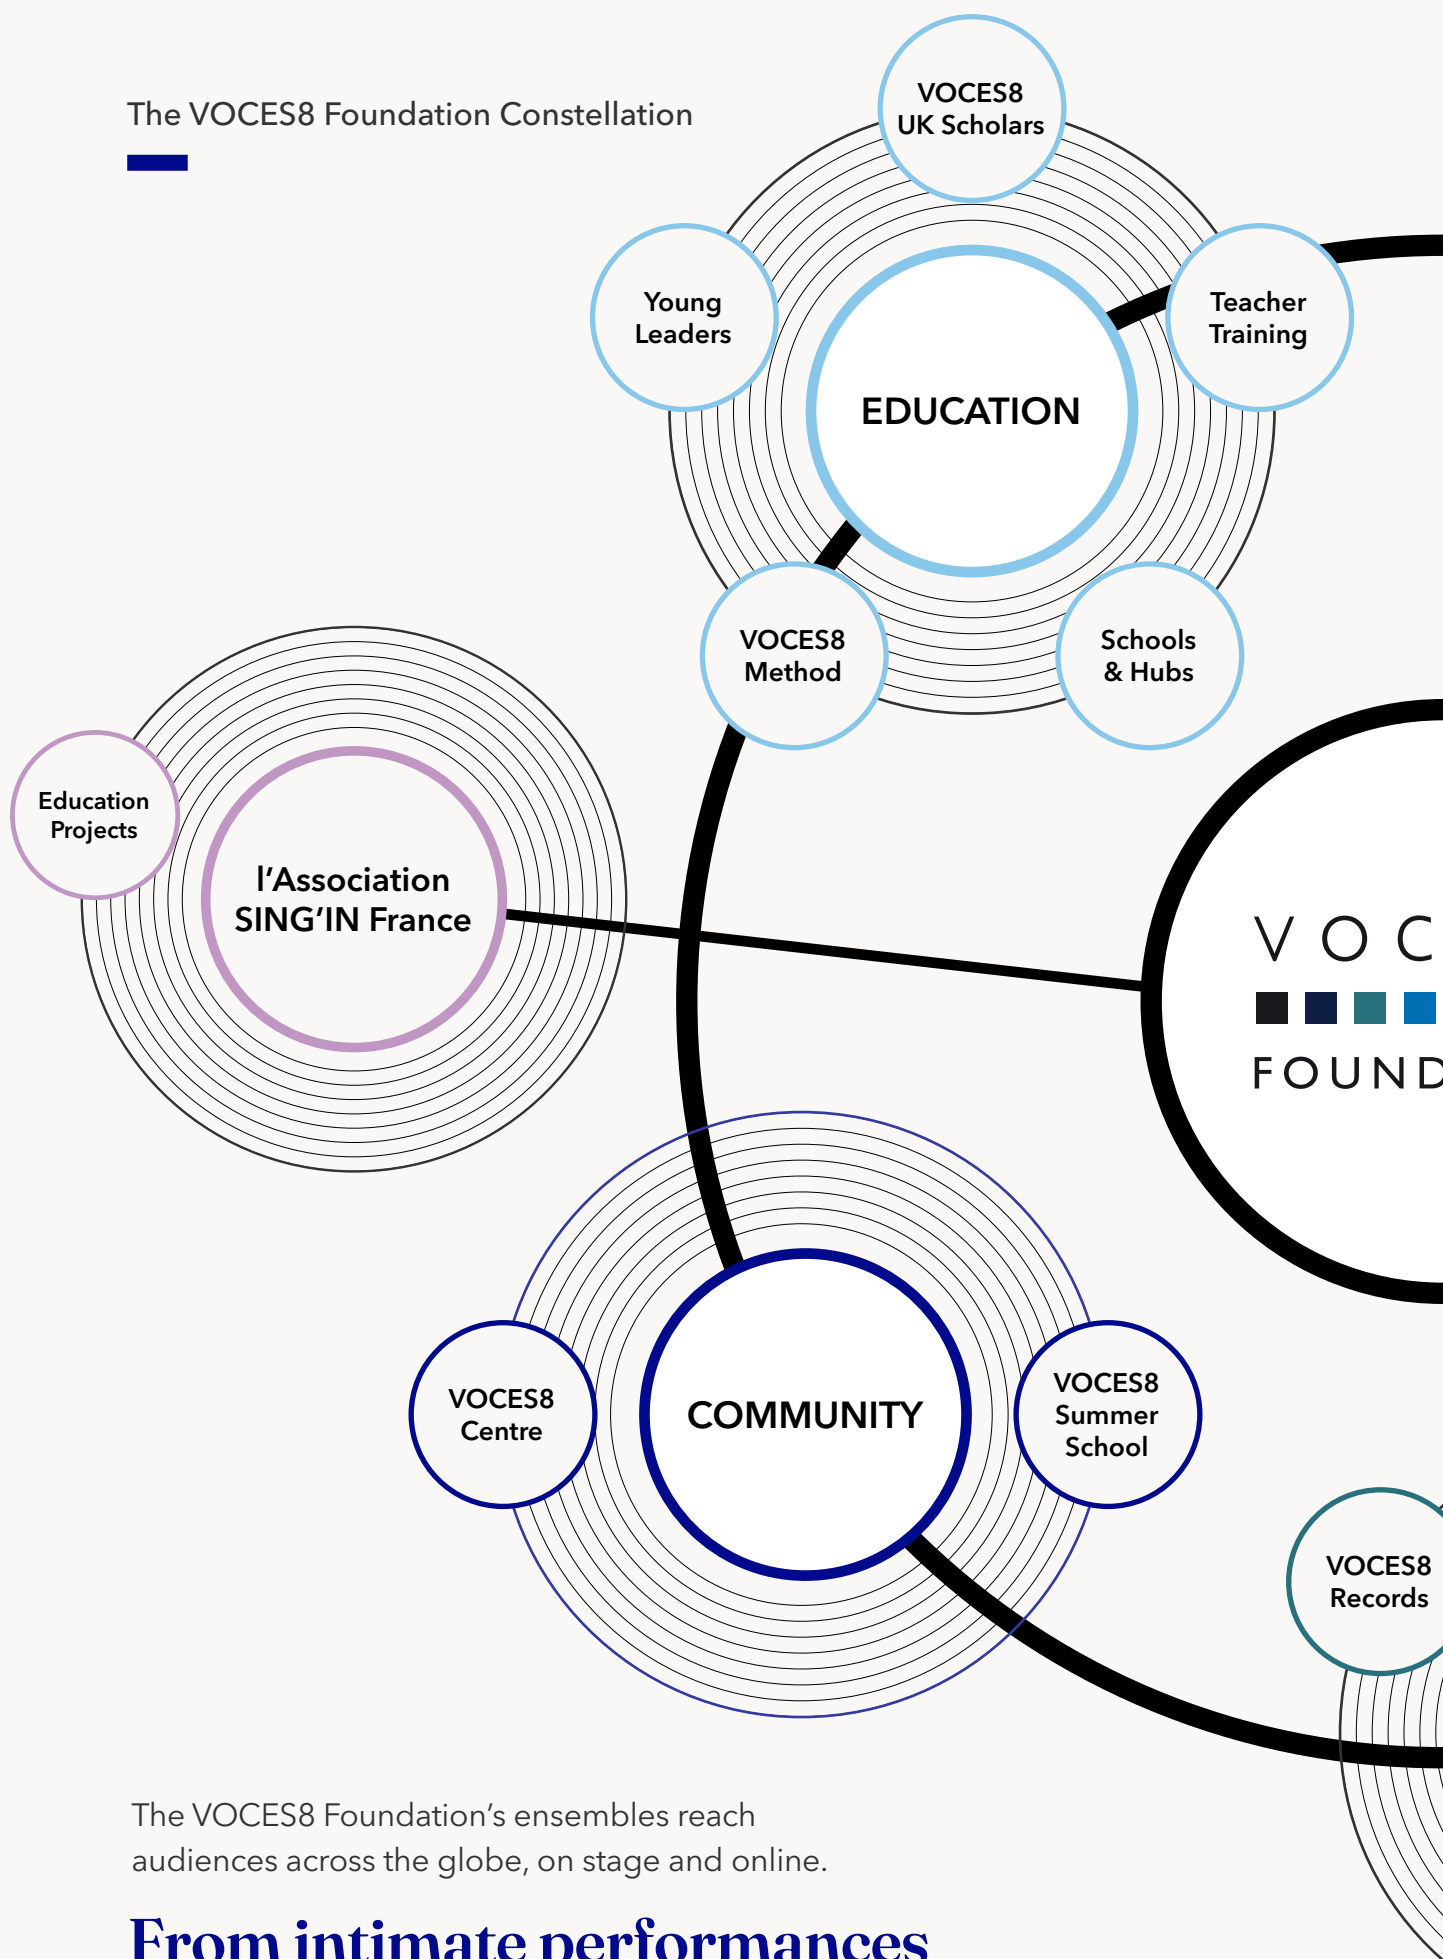 The VOCES8 Foundation Constellation
VOCES8
UK Scholars
Young
Leaders
Teacher
Training
EDUCATION
VOCES8
Method
Schools
& Hubs
Education
Projects
l’Association
SING’IN France
VOC
FOUND
COMMUNITY
VOCES8
Centre
VOCES8
Summer
School
VOCES8
Records
The VOCES8 Foundation’s ensembles reach
audiences across the globe, on stage and online.
From intimate performances